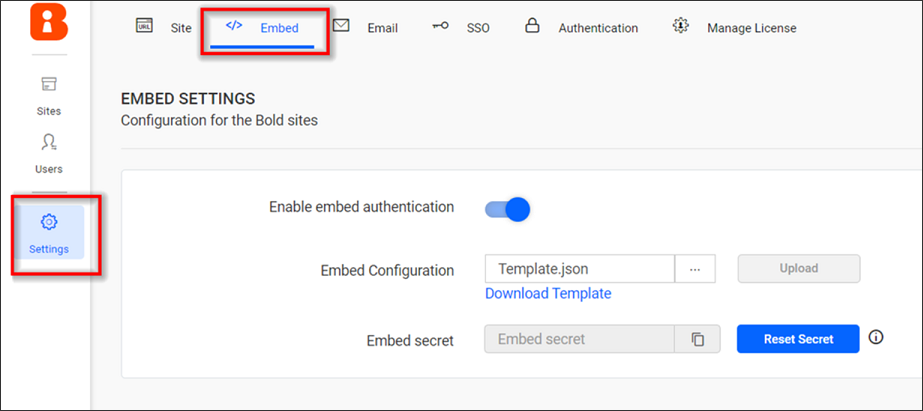 URL Site </> Embed Email SSO Authentication Manage License
Sites
Users
Settings
EMBED SETTINGS
Configuration for the Bold sites
Enable embed authentication
Embed Configuration Template.json ... Upload
Download Template
Embed secret Embed secret Reset Secret